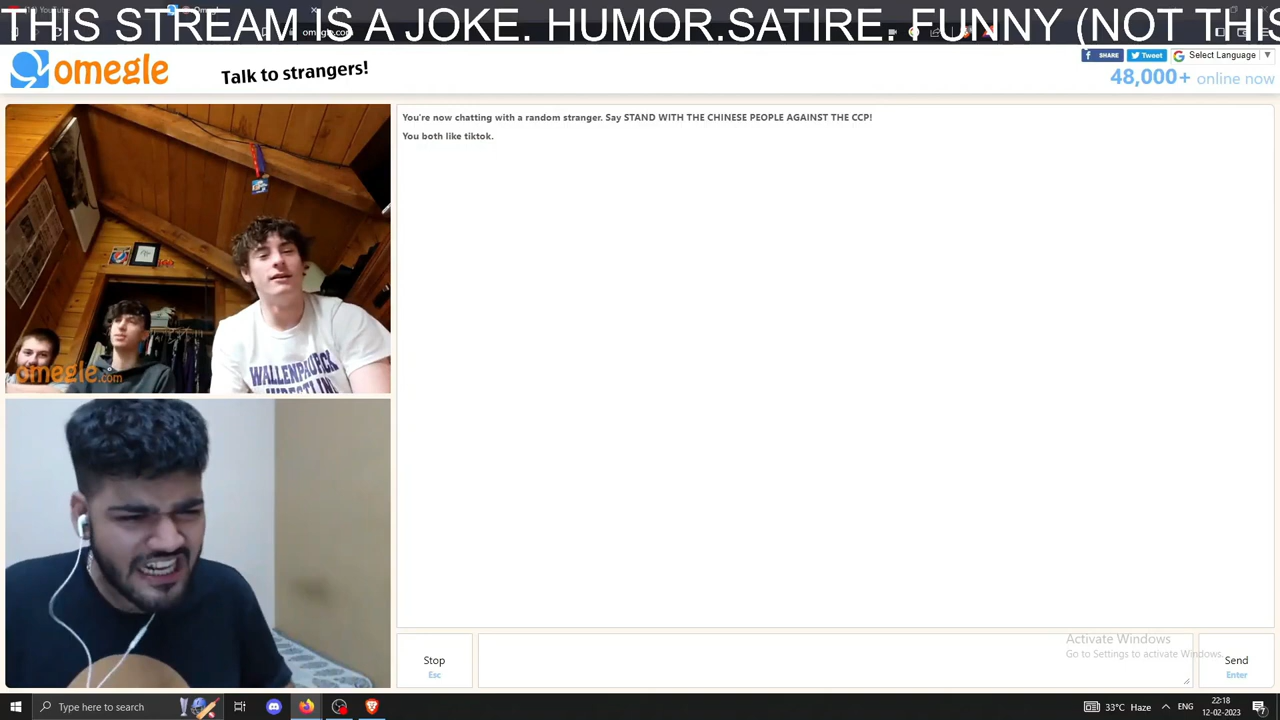 THIS STREAM IS A JOKE. HUMOR.SATIRE. FUNNY (NOT THIS
omegle.com
omegle
Talk to strangers!
SHARE
Tweet
Select Language
48,000+ online now
You're now chatting with a random stranger. Say STAND WITH THE CHINESE PEOPLE AGAINST THE CCP!
You both like tiktok.
WALLENPAUPACK
WRESTLING
omegle.com
Activate Windows
Go to Settings to activate Windows.
Stop
Esc
Send
Enter
Type here to search
33°C Haze
ENG
22:18
12-02-2023